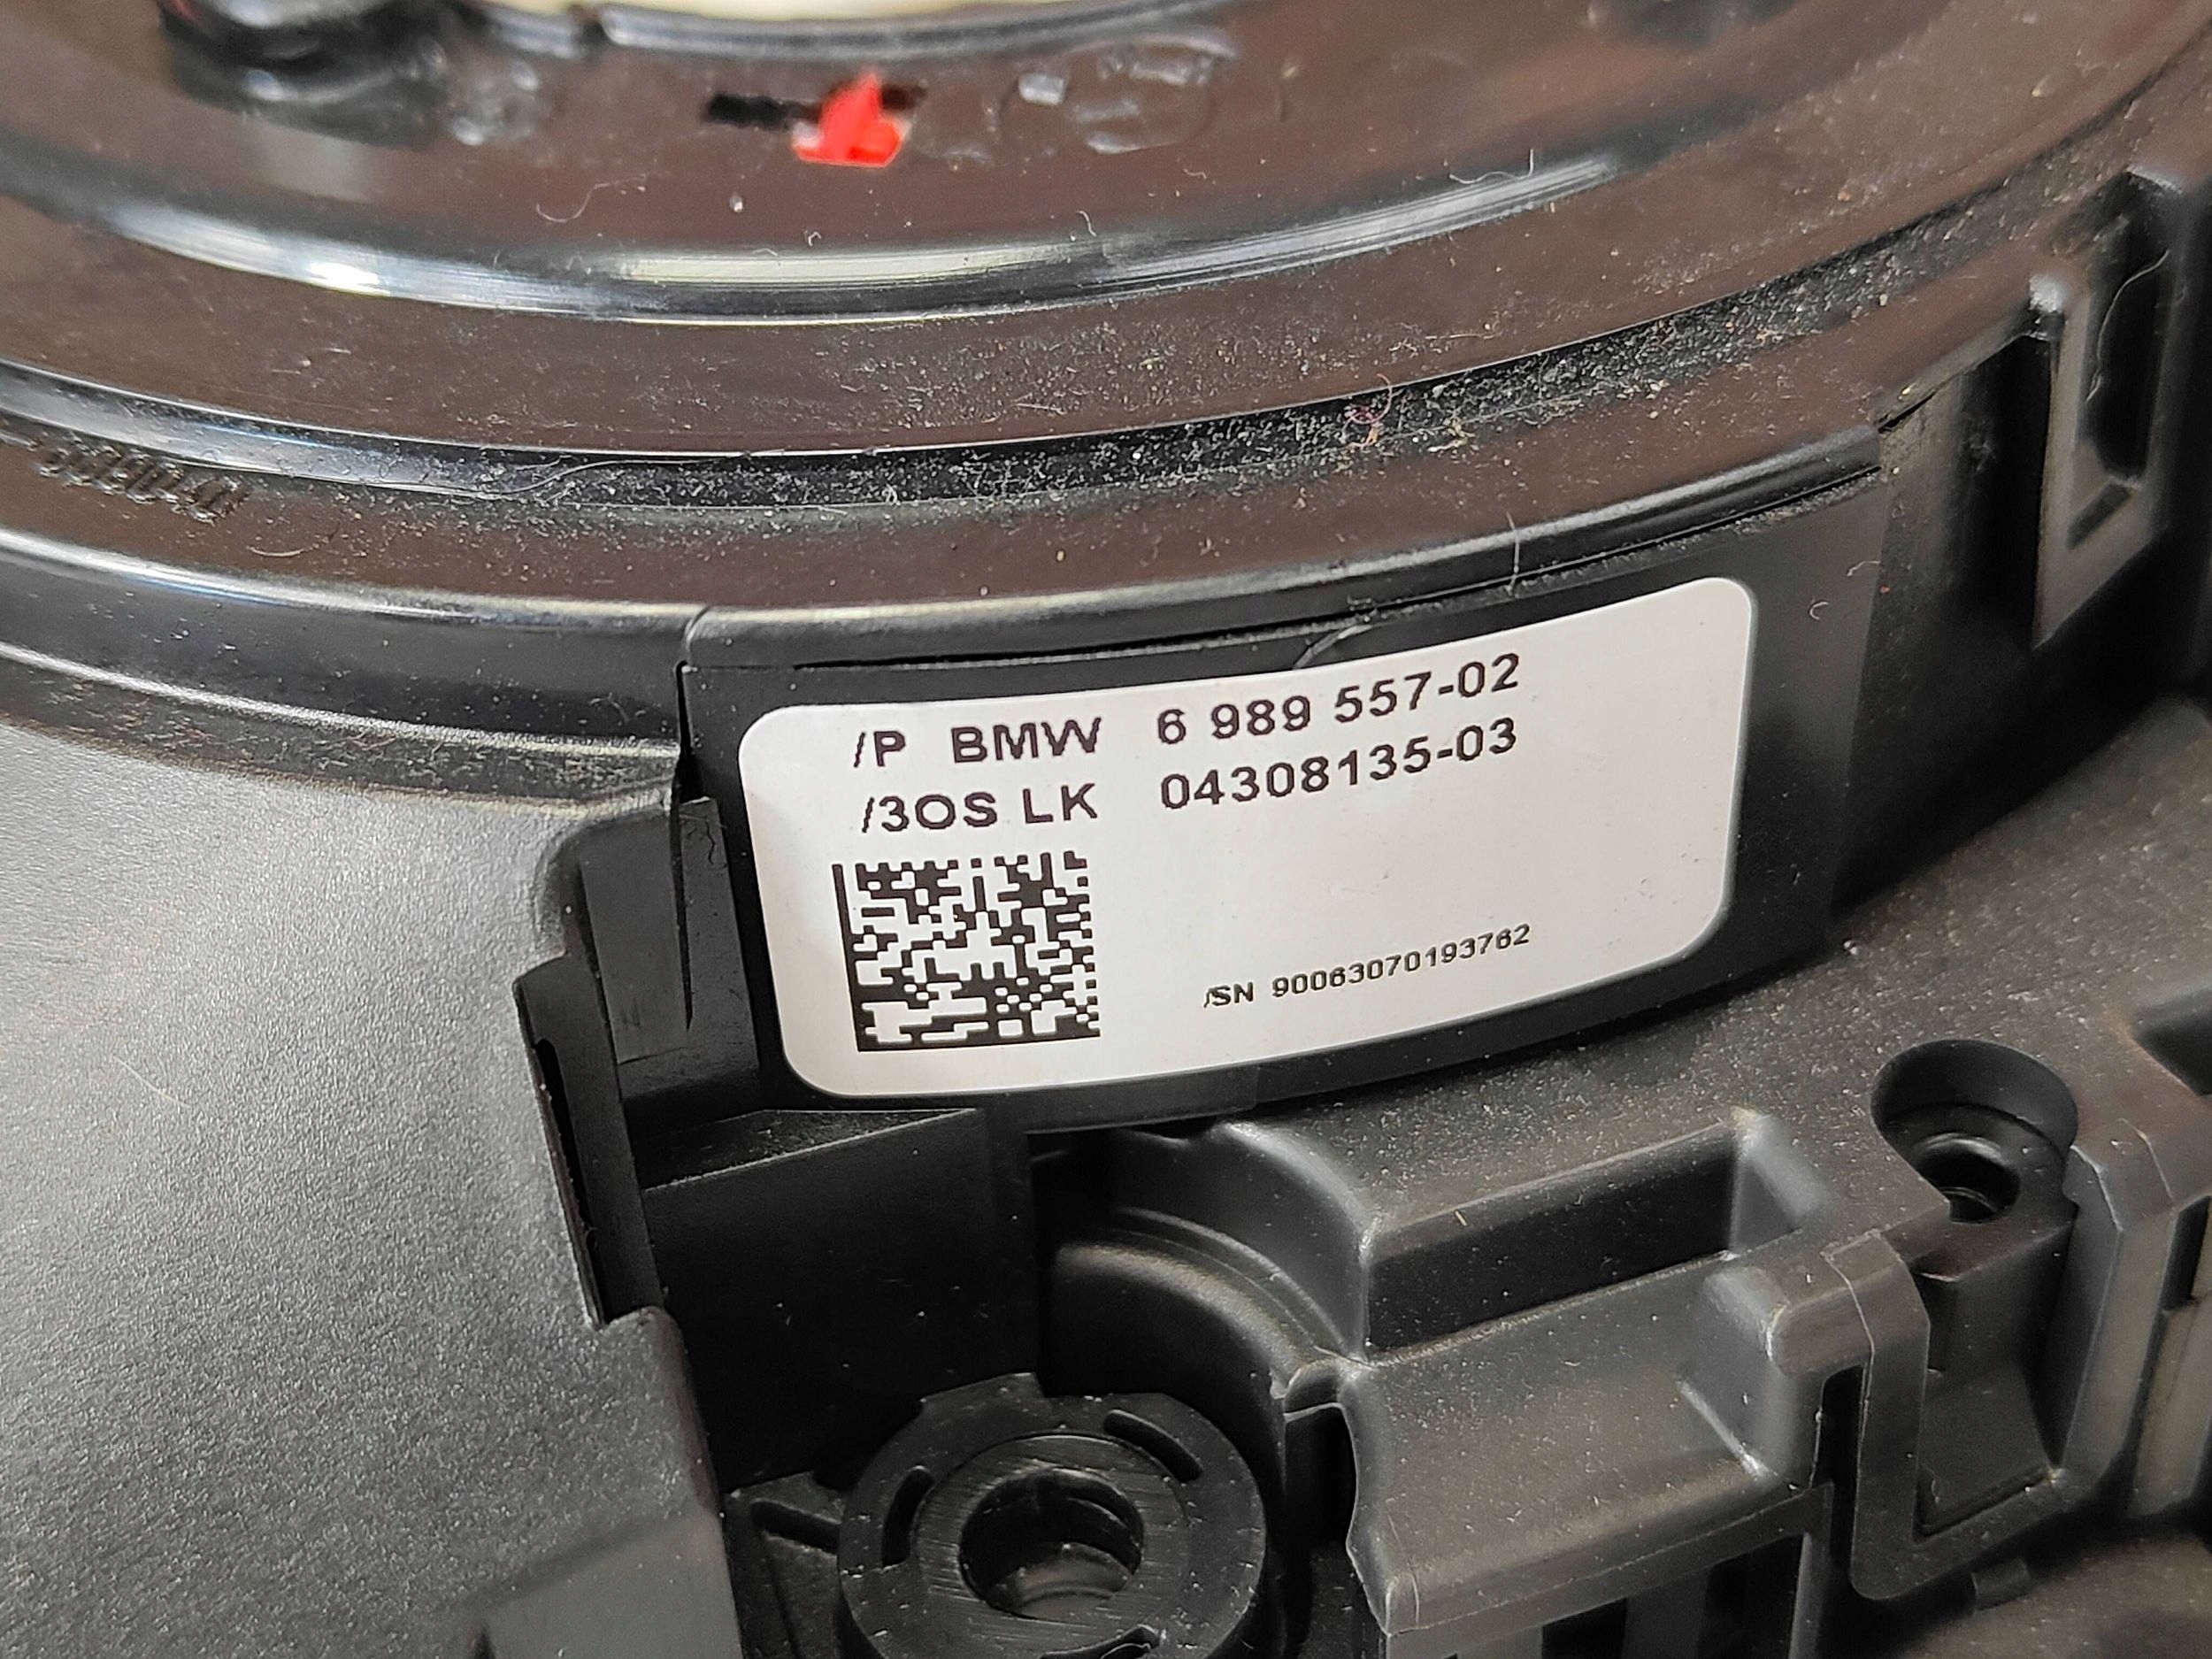 /P BMW 6 989 557-02
/3OS LK 04308135-03
/SN 90063070193762